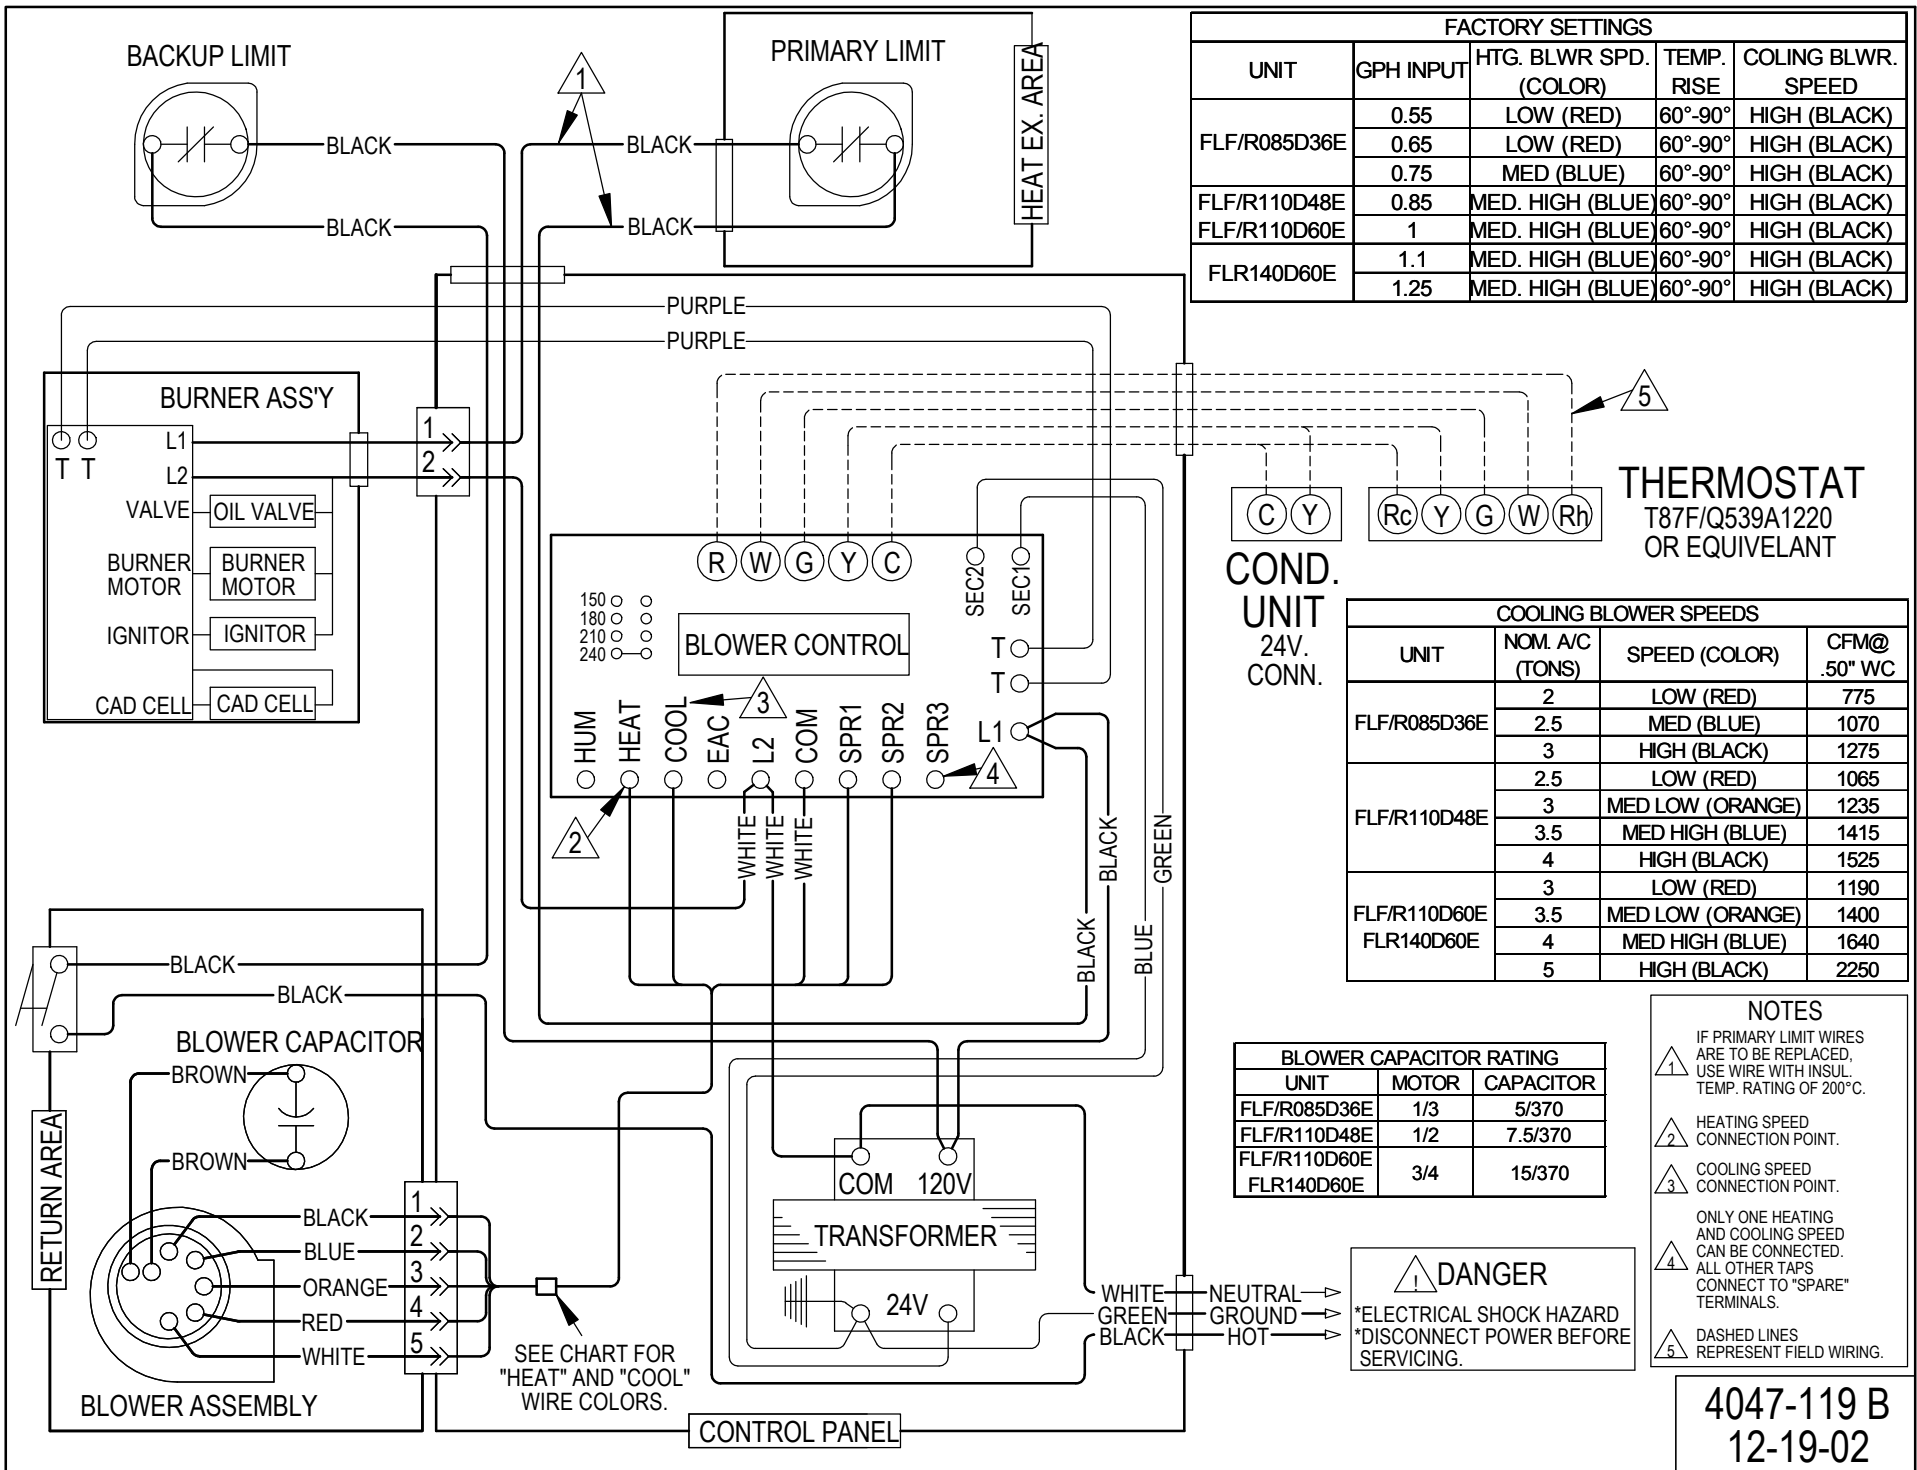 BACKUP LIMIT
BLACK
BLACK
1
PRIMARY LIMIT
BLACK
BLACK
HEAT EX. AREA
FACTORY SETTINGS
UNIT GPH INPUT HTG. BLWR SPD. (COLOR) TEMP. RISE COLING BLWR. SPEED
FLF/R085D36E 0.55 LOW (RED) 60°-90° HIGH (BLACK)
0.65 LOW (RED) 60°-90° HIGH (BLACK)
0.75 MED (BLUE) 60°-90° HIGH (BLACK)
FLF/R110D48E 0.85 MED. HIGH (BLUE) 60°-90° HIGH (BLACK)
FLF/R110D60E 1 MED. HIGH (BLUE) 60°-90° HIGH (BLACK)
FLR140D60E 1.1 MED. HIGH (BLUE) 60°-90° HIGH (BLACK)
1.25 MED. HIGH (BLUE) 60°-90° HIGH (BLACK)
PURPLE
PURPLE
BURNER ASS'Y
T T
L1
L2
1
2
VALVE OIL VALVE
BURNER MOTOR BURNER MOTOR
IGNITOR IGNITOR
CAD CELL CAD CELL
5
C Y
Rc Y G W Rh
THERMOSTAT
T87F/Q539A1220
OR EQUIVELANT
COND.
UNIT
24V.
CONN.
R W G Y C
SEC2 SEC1
150
180
210
240
BLOWER CONTROL
T
T
L1
3
HUM HEAT COOL EAC L2 COM SPR1 SPR2 SPR3
4
2
WHITE WHITE WHITE
BLACK
BLACK
BLUE
GREEN
COOLING BLOWER SPEEDS
UNIT NOM. A/C (TONS) SPEED (COLOR) CFM@ .50" WC
FLF/R085D36E 2 LOW (RED) 775
2.5 MED (BLUE) 1070
3 HIGH (BLACK) 1275
FLF/R110D48E 2.5 LOW (RED) 1065
3 MED LOW (ORANGE) 1235
3.5 MED HIGH (BLUE) 1415
4 HIGH (BLACK) 1525
FLF/R110D60E FLR140D60E 3 LOW (RED) 1190
3.5 MED LOW (ORANGE) 1400
4 MED HIGH (BLUE) 1640
5 HIGH (BLACK) 2250
BLACK
BLACK
BLOWER CAPACITOR
BROWN
BROWN
RETURN AREA
BLACK 1
BLUE 2
ORANGE 3
RED 4
WHITE 5
BLOWER ASSEMBLY
SEE CHART FOR
"HEAT" AND "COOL"
WIRE COLORS.
COM 120V
TRANSFORMER
24V
CONTROL PANEL
WHITE NEUTRAL
GREEN GROUND
BLACK HOT
BLOWER CAPACITOR RATING
UNIT MOTOR CAPACITOR
FLF/R085D36E 1/3 5/370
FLF/R110D48E 1/2 7.5/370
FLF/R110D60E FLR140D60E 3/4 15/370
! DANGER
*ELECTRICAL SHOCK HAZARD
*DISCONNECT POWER BEFORE
SERVICING.
NOTES
1 IF PRIMARY LIMIT WIRES
ARE TO BE REPLACED,
USE WIRE WITH INSUL.
TEMP. RATING OF 200°C.
2 HEATING SPEED
CONNECTION POINT.
3 COOLING SPEED
CONNECTION POINT.
4 ONLY ONE HEATING
AND COOLING SPEED
CAN BE CONNECTED.
ALL OTHER TAPS
CONNECT TO "SPARE"
TERMINALS.
5 DASHED LINES
REPRESENT FIELD WIRING.
4047-119 B
12-19-02